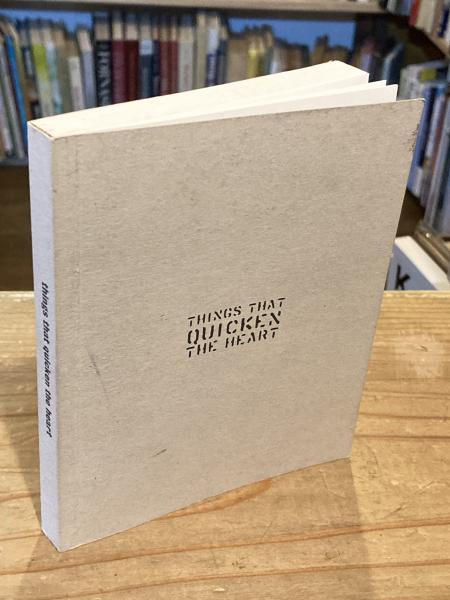 THINGS THAT
QUICKEN
THE HEART
things that quicken the heart
K